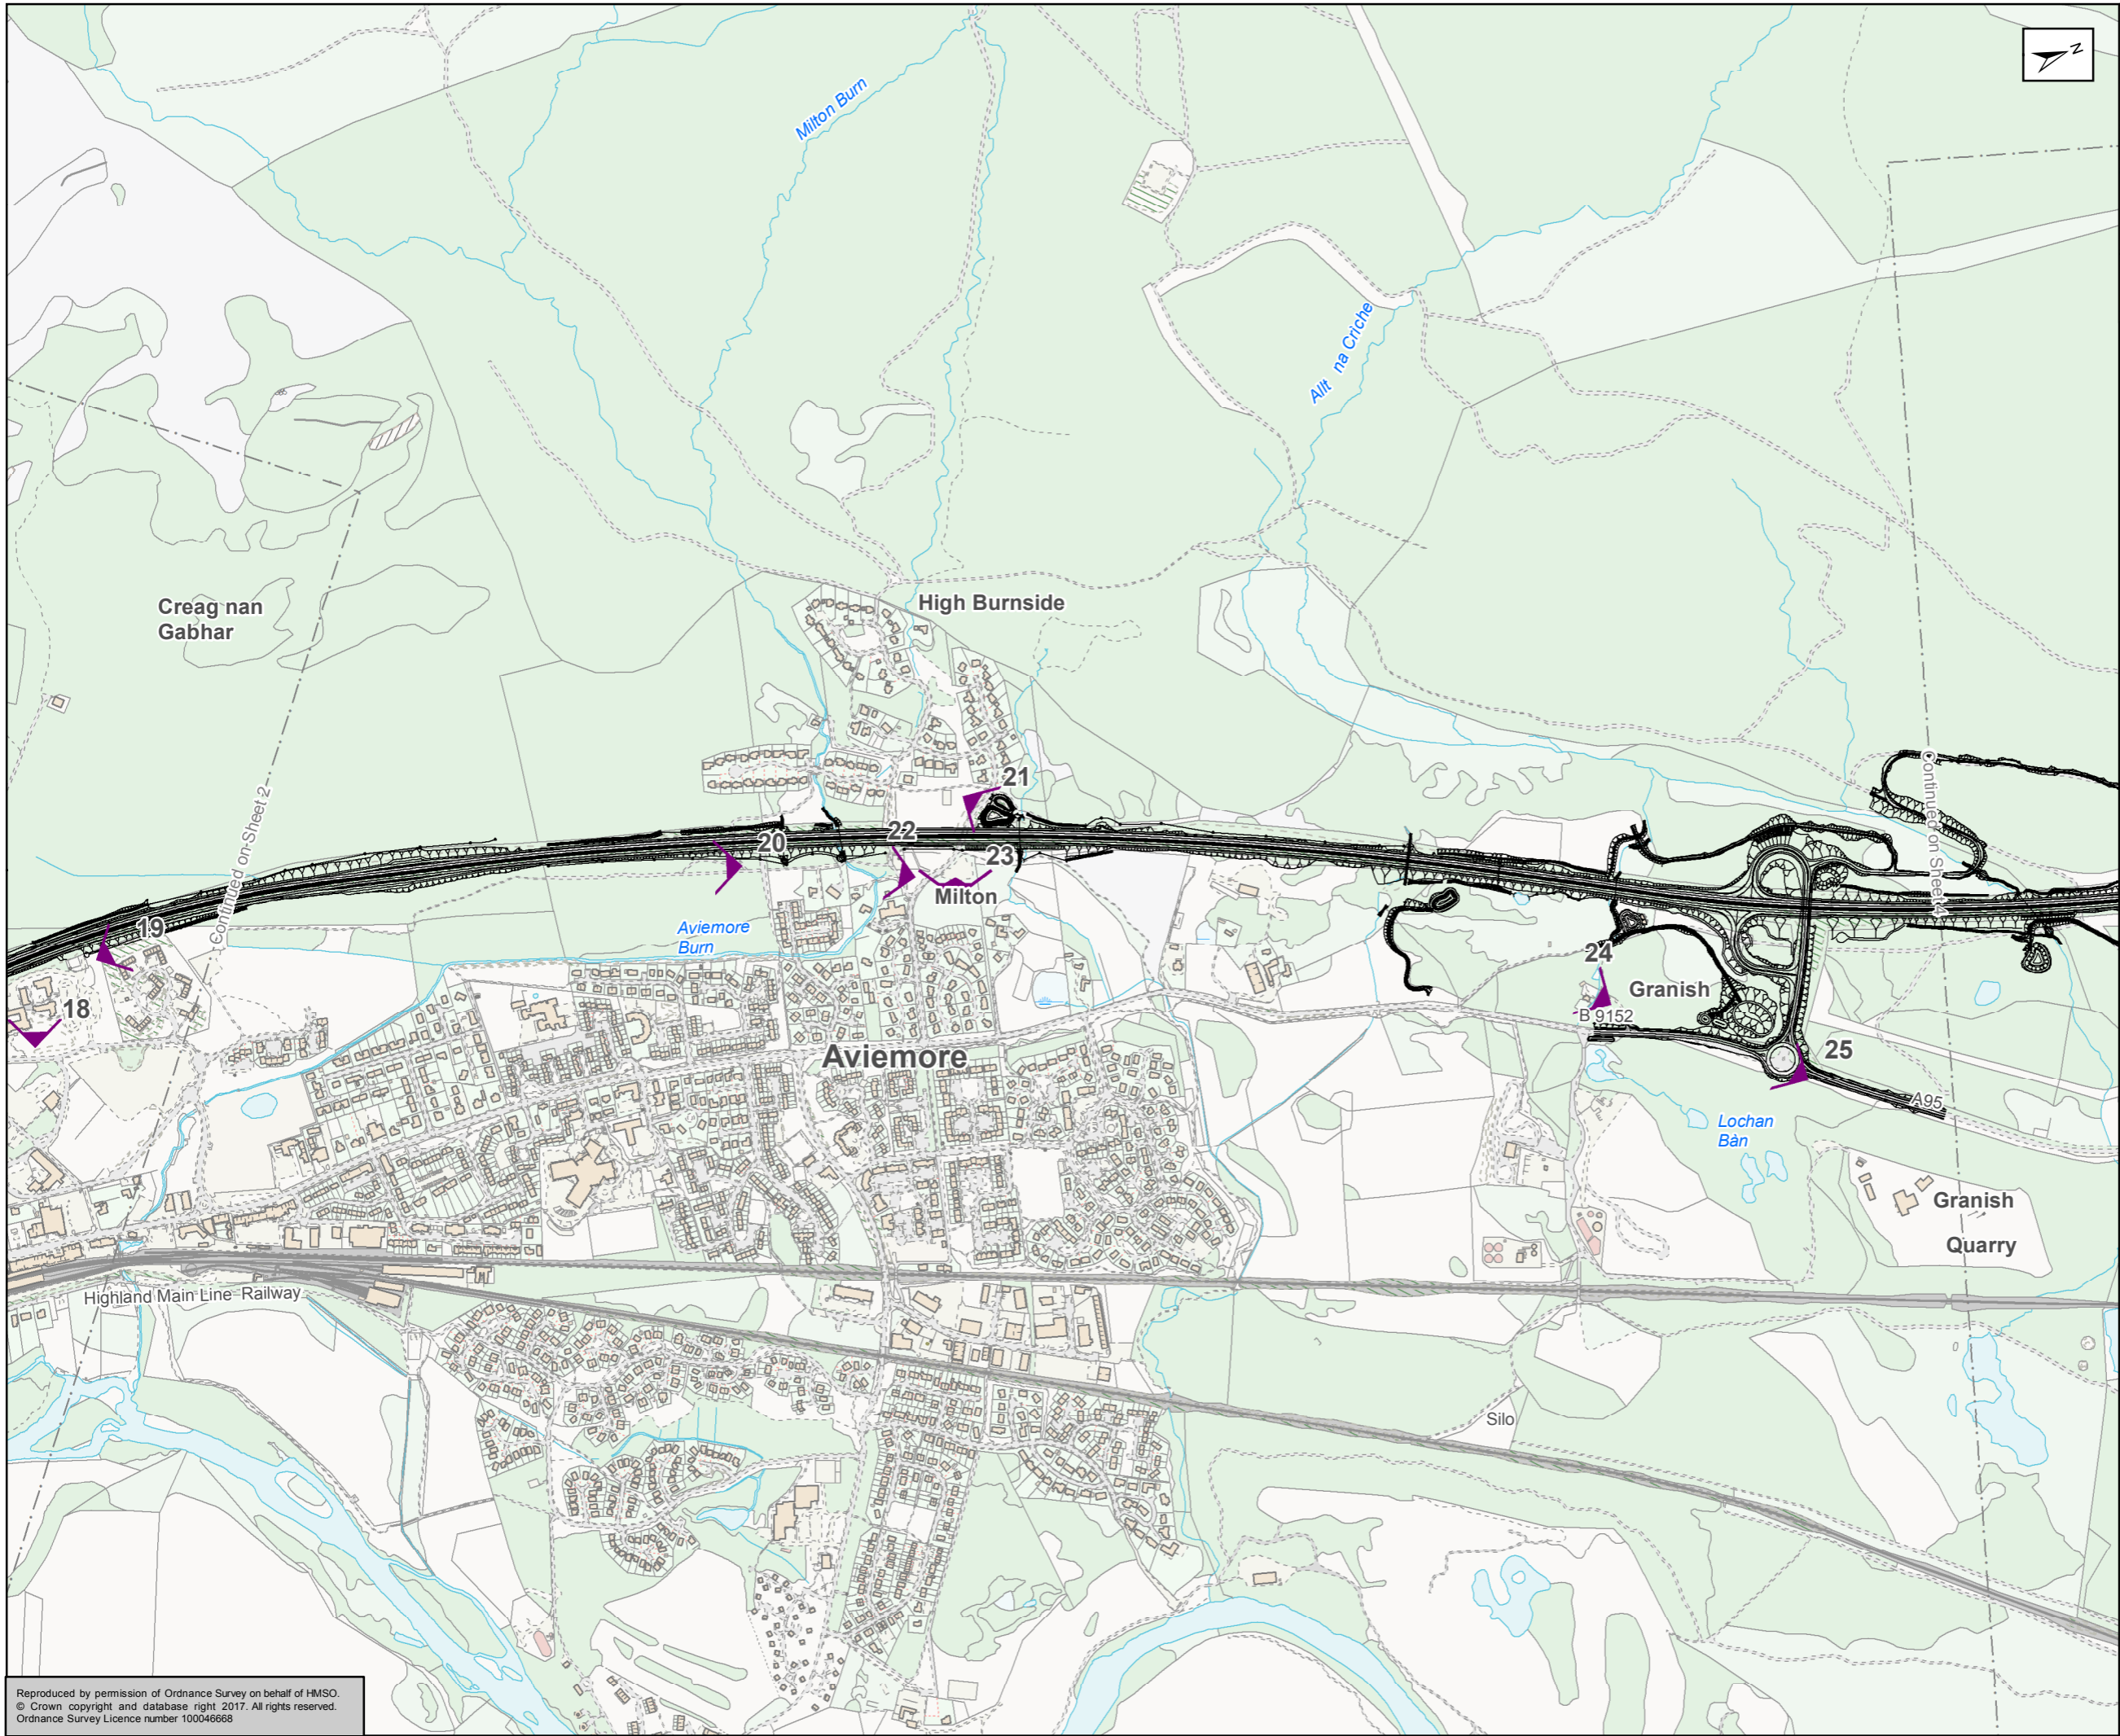 N
Milton Burn
Allt na Criche
Creag nan
Gabhar
High Burnside
Continued on Sheet 2
Continued on Sheet 4
21
22
20
23
19
18
Milton
Aviemore
Burn
24
Granish
B 9152
25
Aviemore
A95
Lochan
Bàn
Granish
Quarry
Highland Main Line Railway
Silo
Reproduced by permission of Ordnance Survey on behalf of HMSO.
© Crown copyright and database right 2017. All rights reserved.
Ordnance Survey Licence number 100046668